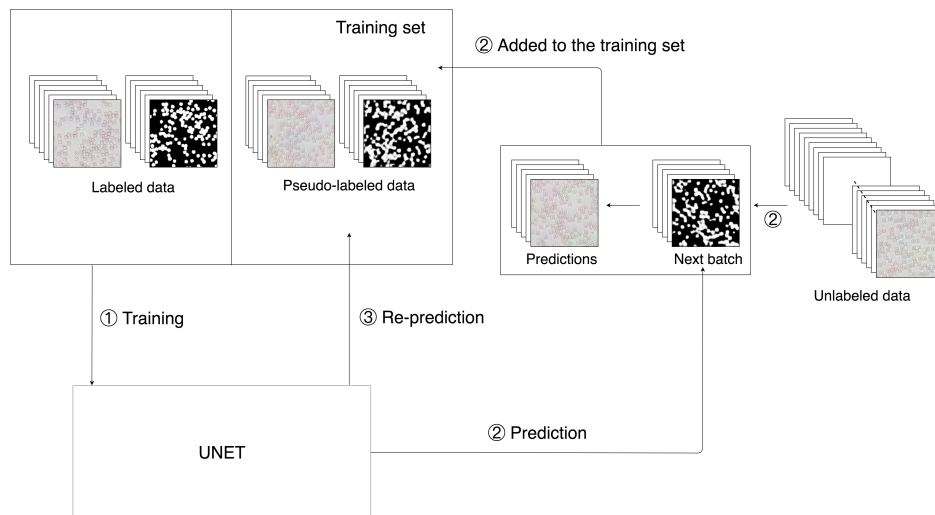 Training set
② Added to the training set
Labeled data
Pseudo-labeled data
②
Predictions
Next batch
Unlabeled data
① Training
③ Re-prediction
② Prediction
UNET